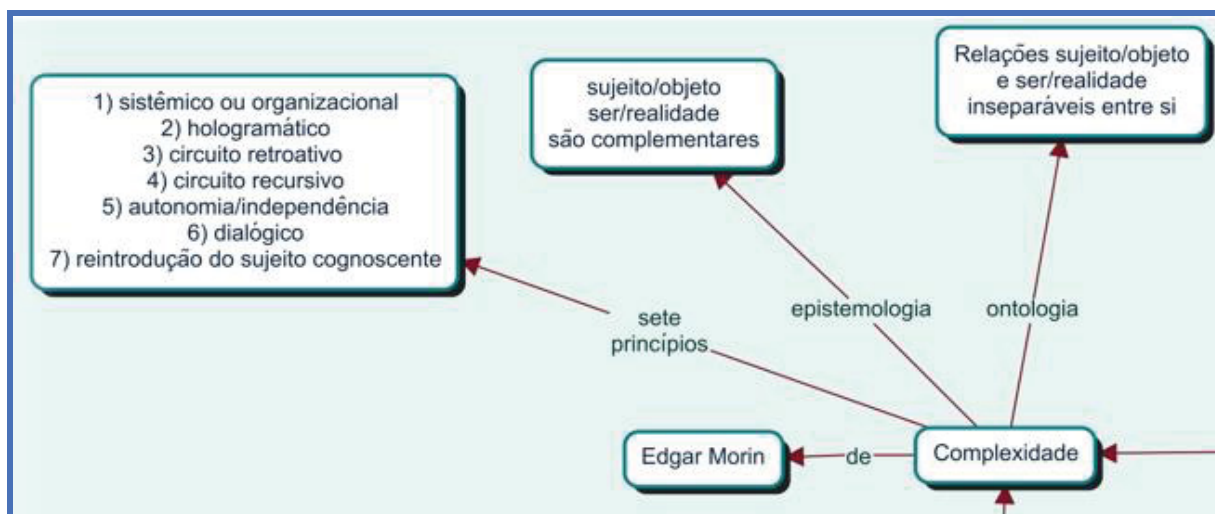 1) sistêmico ou organizacional
2) hologramático
3) circuito retroativo
4) circuito recursivo
5) autonomia/independência
6) dialógico
7) reintrodução do sujeito cognoscente
sujeito/objeto
ser/realidade
são complementares
Relações sujeito/objeto
e ser/realidade
inseparáveis entre si
sete
princípios
epistemologia
ontologia
Edgar Morin
de
Complexidade